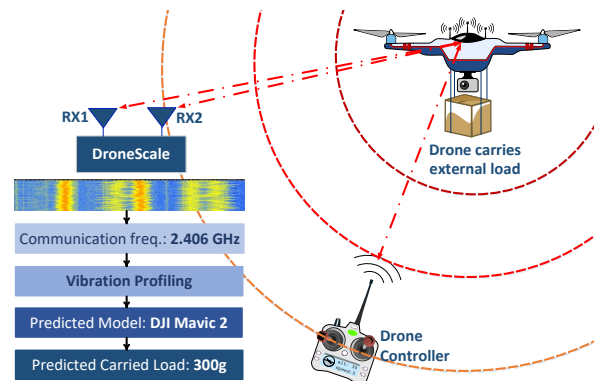 RX1
RX2
DroneScale
Drone carries
external load
Communication freq.: 2.406 GHz
Vibration Profiling
Predicted Model: DJI Mavic 2
Predicted Carried Load: 300g
Drone
Controller